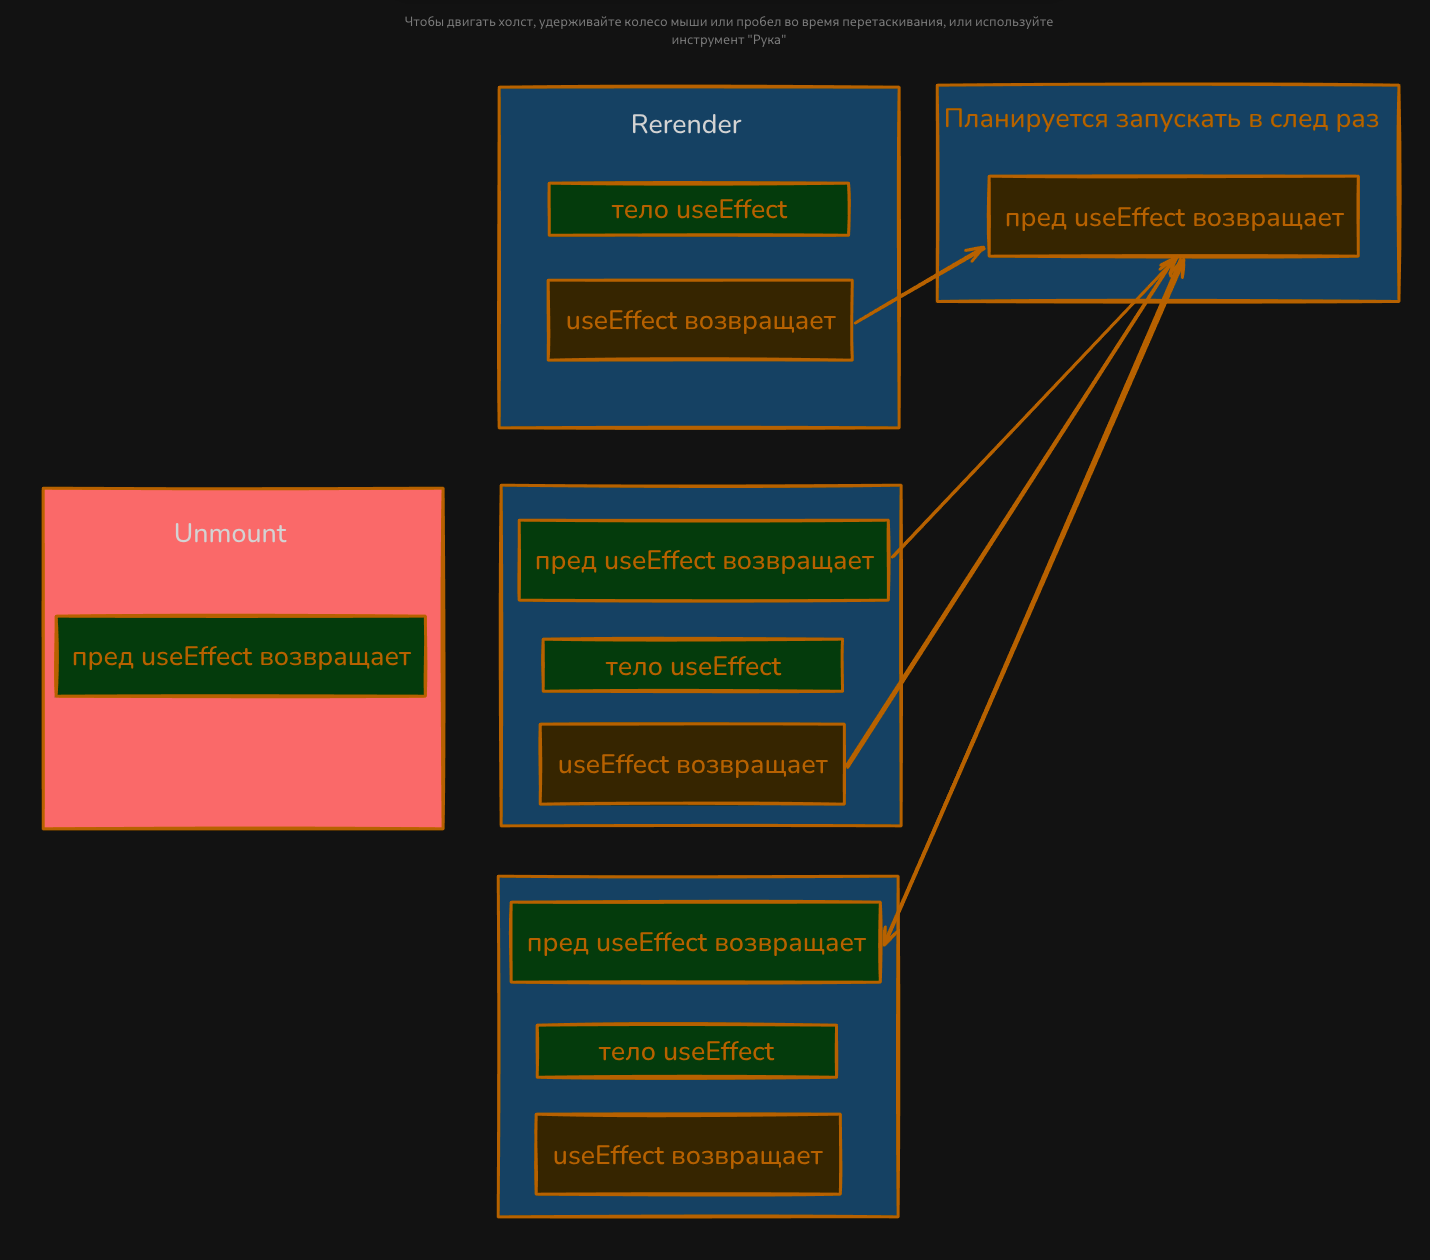 Чтобы двигать холст, удерживайте колесо мыши или пробел во время перетаскивания, или используйте
инструмент "Рука"
Rerender
тело useEffect
useEffect возвращает
Планируется запускать в след раз
пред useEffect возвращает
Unmount
пред useEffect возвращает
пред useEffect возвращает
тело useEffect
useEffect возвращает
пред useEffect возвращает
тело useEffect
useEffect возвращает